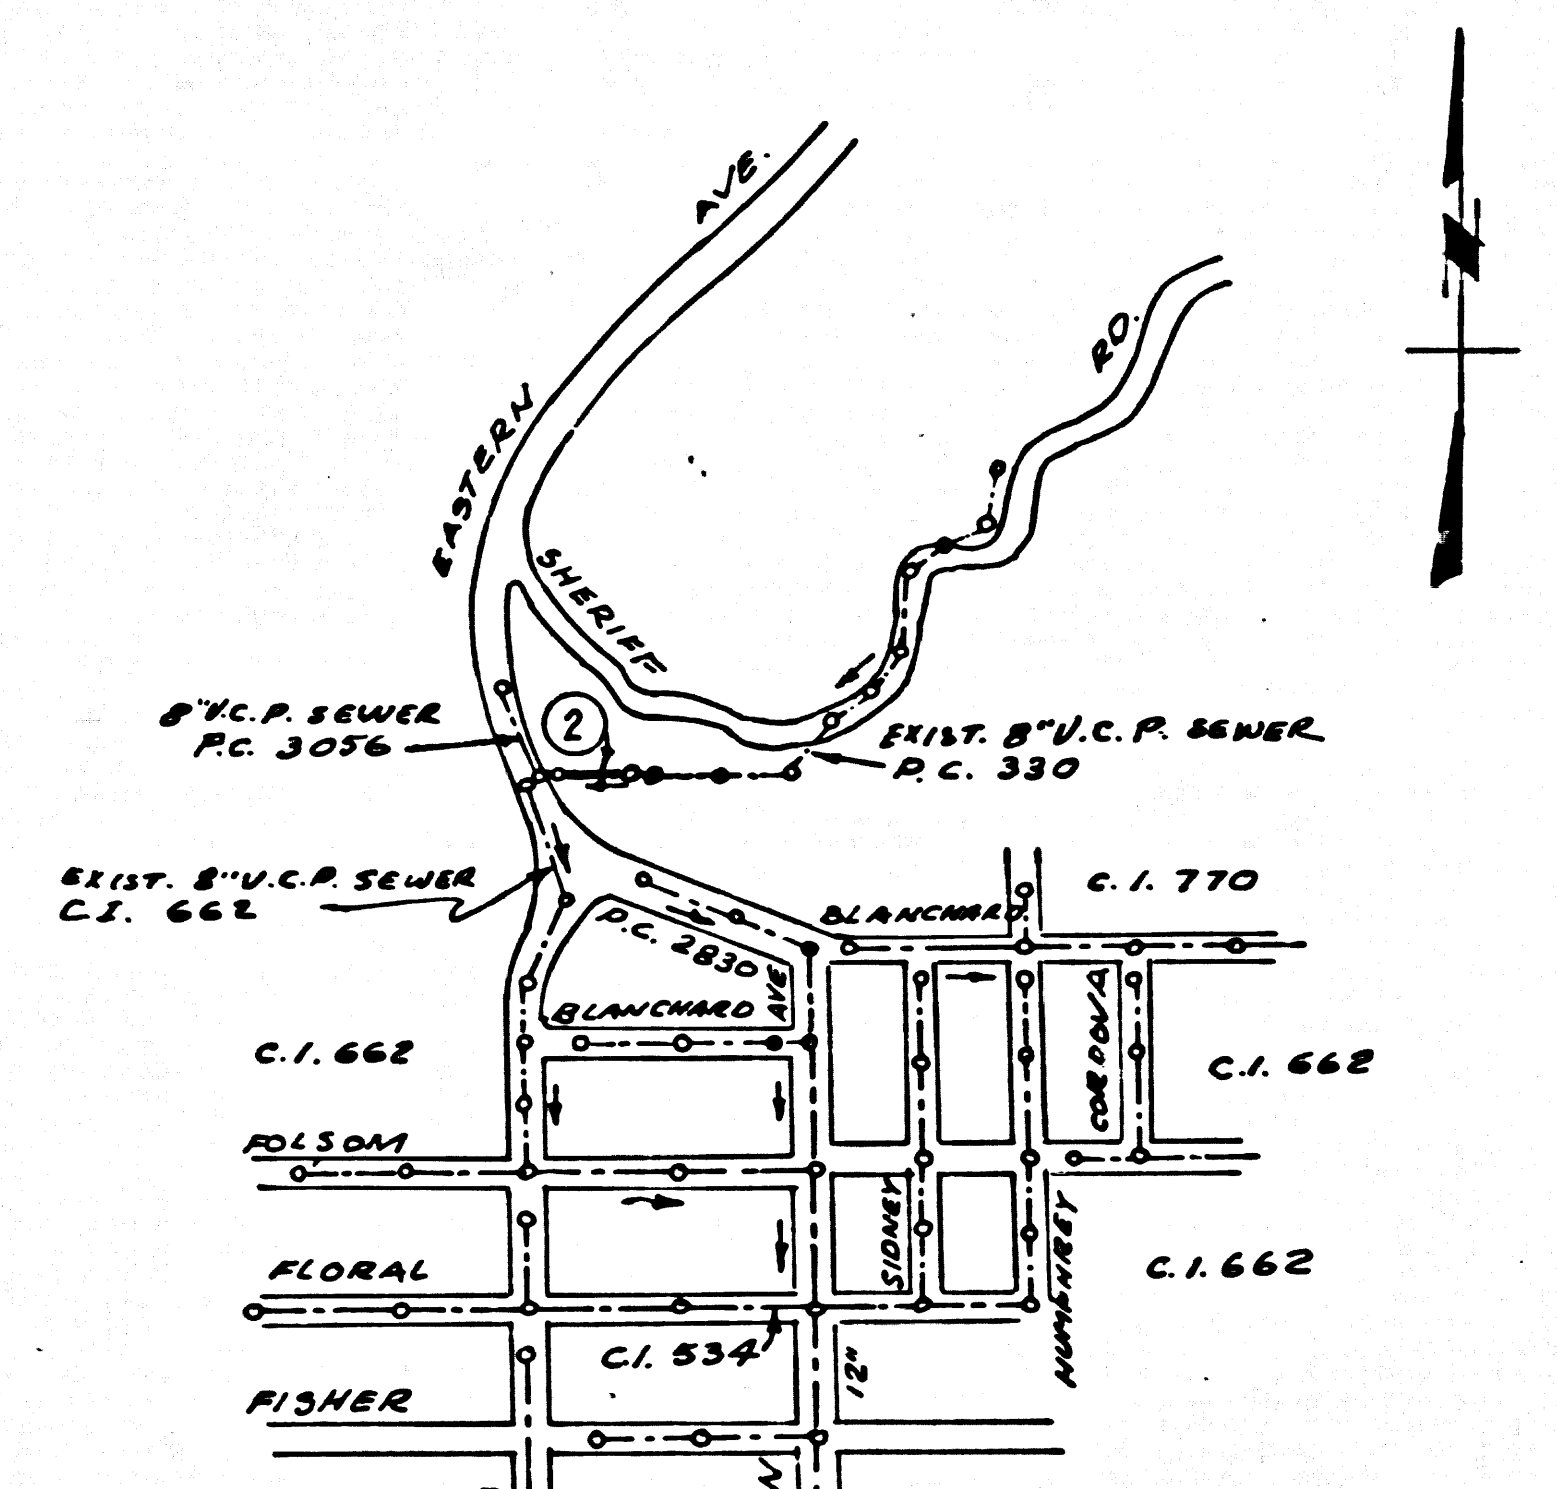 AVE.
N
RD.
EASTERN
SHERIFF
8" V.C.P. SEWER
P.C. 3056
2
EXIST. 8" V.C.P. SEWER
P.C. 330
EXIST. 8" V.C.P. SEWER
C.I. 662
C.I. 770
BLANCHARD
P.C. 2830
AVE
BLANCHARD
CORDOVA
C.I. 662
C.I. 662
FOLSOM
SIDNEY
HUMPHREY
FLORAL
C.I. 662
C.I. 534
12"
FISHER
N